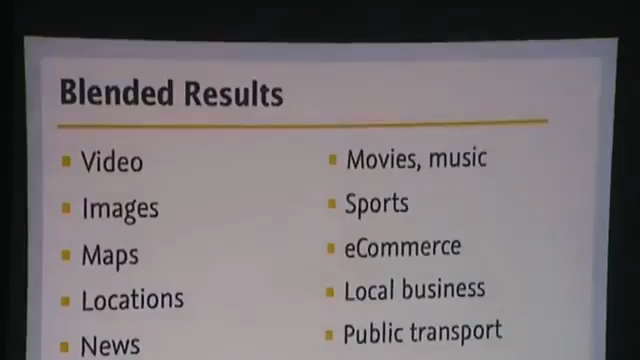 Blended Results
Video
Images
Maps
Locations
News
Movies, music
Sports
eCommerce
Local business
Public transport